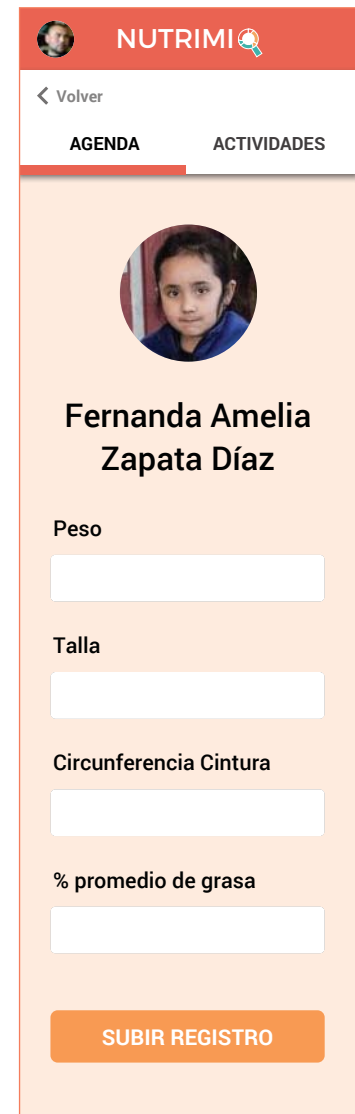 NUTRIMI
Volver
AGENDA ACTIVIDADES
Fernanda Amelia
Zapata Díaz
Peso
Talla
Circunferencia Cintura
% promedio de grasa
SUBIR REGISTRO